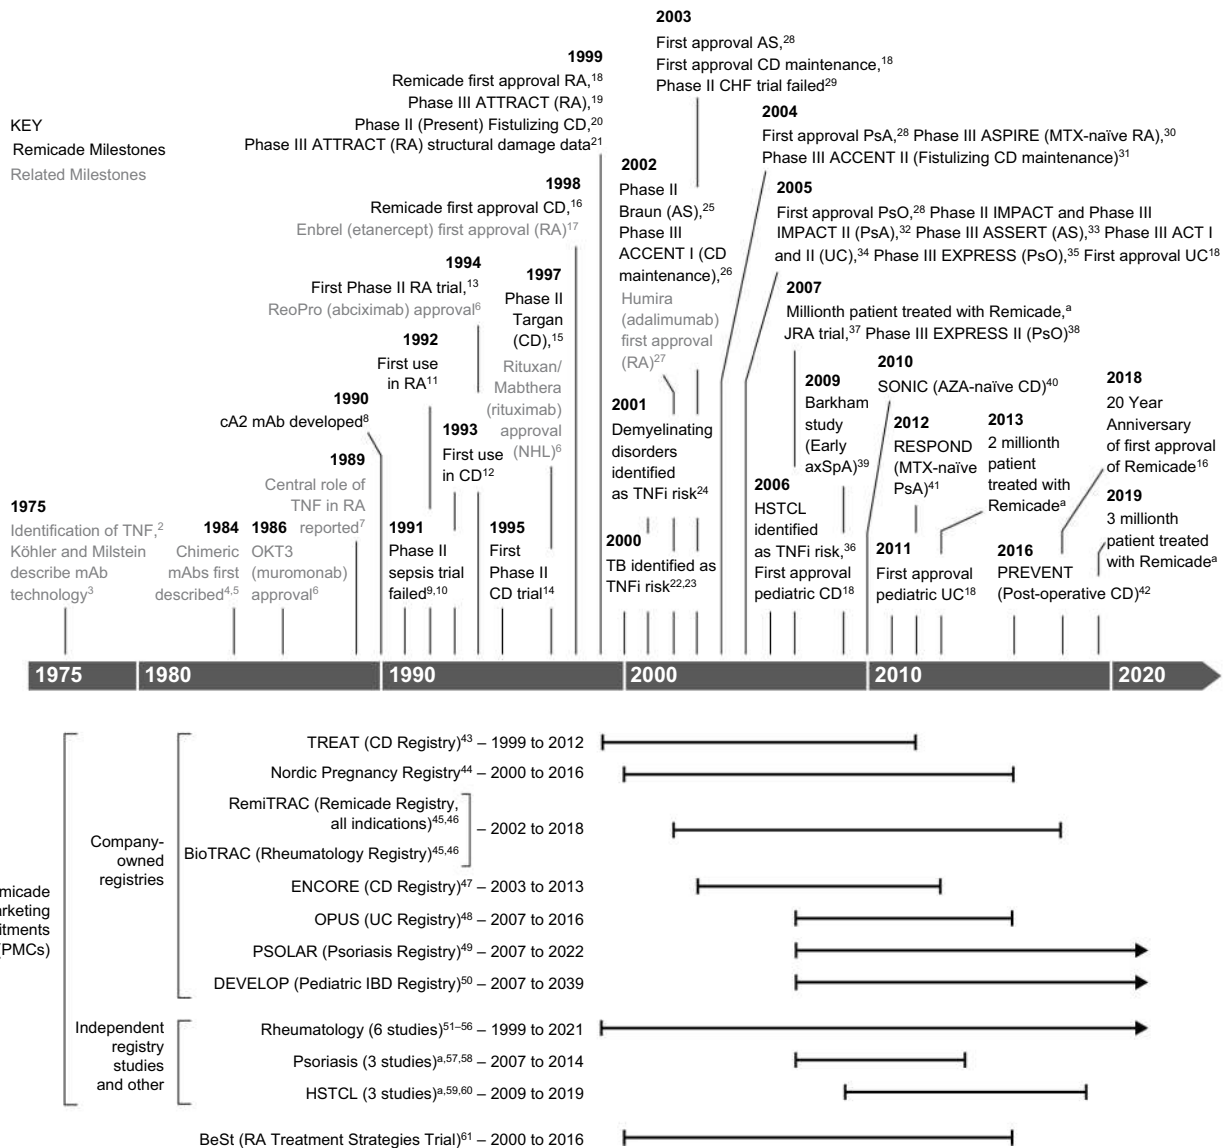 KEY
Remicade Milestones
Related Milestones
1975
Identification of TNF,2
Köhler and Milstein
describe mAb
technology3
1984
Chimeric
mAbs first
described4,5
1986
OKT3
(muromonab)
approval6
1989
Central role of
TNF in RA
reported7
1990
cA2 mAb developed8
1991
Phase II
sepsis trial
failed9,10
1992
First use
in RA11
1993
First use
in CD12
1994
First Phase II RA trial,13
ReoPro (abciximab) approval6
1995
First
Phase II
CD trial14
1997
Phase II
Targan
(CD),15
Rituxan/
Mabthera
(rituximab)
approval
(NHL)6
1998
Remicade first approval CD,16
Enbrel (etanercept) first approval (RA)17
1999
Remicade first approval RA,18
Phase III ATTRACT (RA),19
Phase II (Present) Fistulizing CD,20
Phase III ATTRACT (RA) structural damage data21
2000
TB identified as
TNFi risk22,23
2001
Demyelinating
disorders
identified
as TNFi risk24
2002
Phase II
Braun (AS),25
Phase III
ACCENT I (CD
maintenance),26
Humira
(adalimumab)
first approval
(RA)27
2003
First approval AS,28
First approval CD maintenance,18
Phase II CHF trial failed29
2004
First approval PsA,28 Phase III ASPIRE (MTX-naïve RA),30
Phase III ACCENT II (Fistulizing CD maintenance)31
2005
First approval PsO,28 Phase II IMPACT and Phase III
IMPACT II (PsA),32 Phase III ASSERT (AS),33 Phase III ACT I
and II (UC),34 Phase III EXPRESS (PsO),35 First approval UC18
2006
HSTCL
identified
as TNFi risk,36
First approval
pediatric CD18
2007
Millionth patient treated with Remicade,a
JRA trial,37 Phase III EXPRESS II (PsO)38
2009
Barkham
study
(Early
axSpA)39
2010
SONIC (AZA-naïve CD)40
2011
First approval
pediatric UC18
2012
RESPOND
(MTX-naïve
PsA)41
2013
2 millionth
patient
treated with
Remicadea
2016
PREVENT
(Post-operative CD)42
2018
20 Year
Anniversary
of first approval
of Remicade16
2019
3 millionth
patient treated
with Remicadea
1975 1980 1990 2000 2010 2020
TREAT (CD Registry)43 – 1999 to 2012
Nordic Pregnancy Registry44 – 2000 to 2016
RemiTRAC (Remicade Registry,
all indications)45,46
– 2002 to 2018
BioTRAC (Rheumatology Registry)45,46
ENCORE (CD Registry)47 – 2003 to 2013
OPUS (UC Registry)48 – 2007 to 2016
PSOLAR (Psoriasis Registry)49 – 2007 to 2022
DEVELOP (Pediatric IBD Registry)50 – 2007 to 2039
Rheumatology (6 studies)51–56 – 1999 to 2021
Psoriasis (3 studies)a,57,58 – 2007 to 2014
HSTCL (3 studies)a,59,60 – 2009 to 2019
BeSt (RA Treatment Strategies Trial)61 – 2000 to 2016
Company-
owned
registries
Independent
registry
studies
and other
(PMCs)